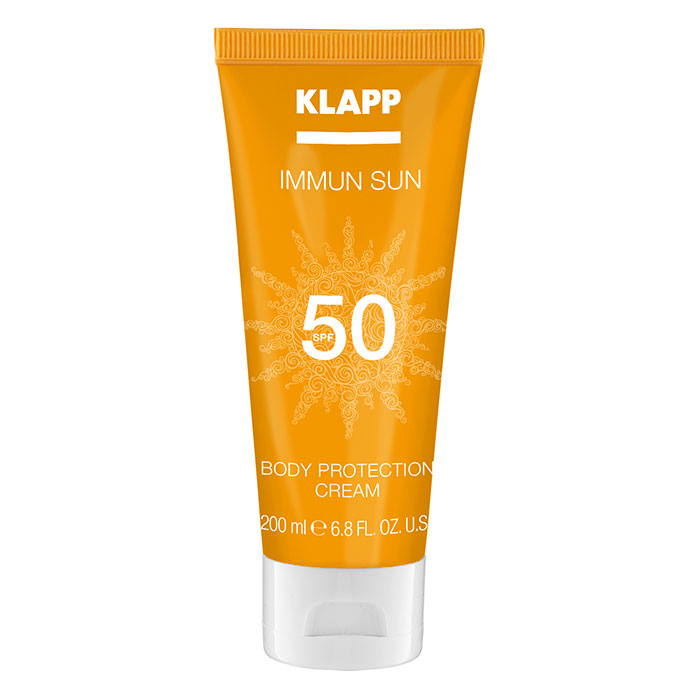 KLAPP
IMMUN SUN
50
SPF
BODY PROTECTION
CREAM
200 ml e 6.8 FL. OZ. U.S.